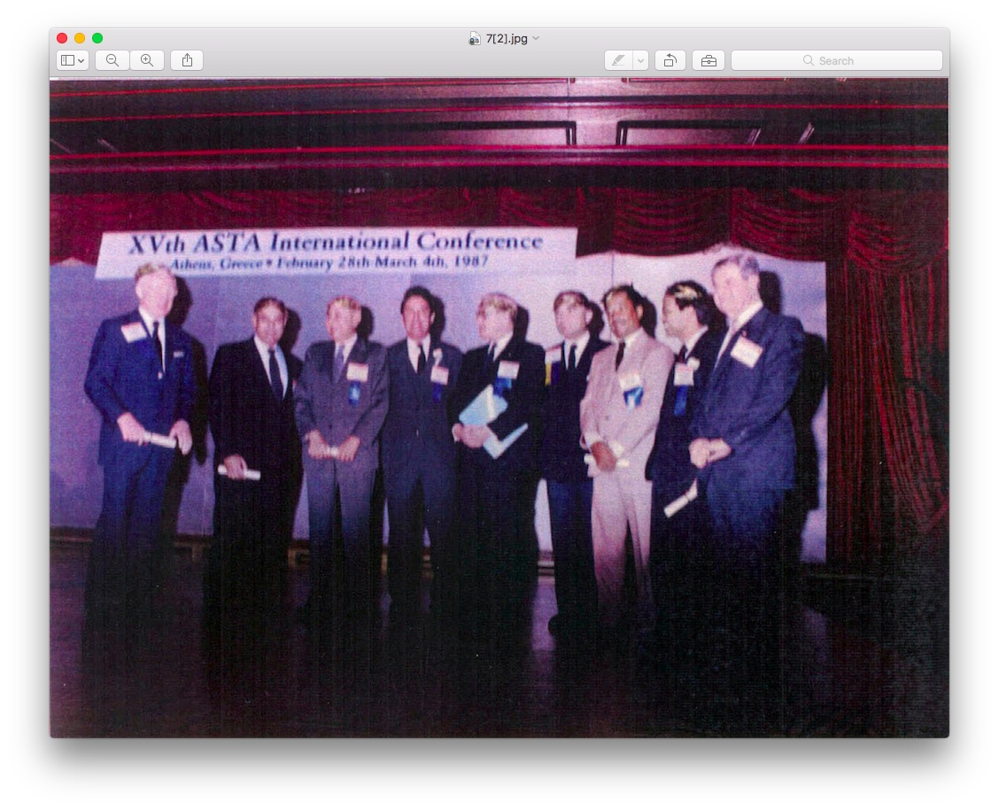 7[2].jpg
Search
XVth ASTA International Conference
Athens, Greece • February 28th March 4th, 1987